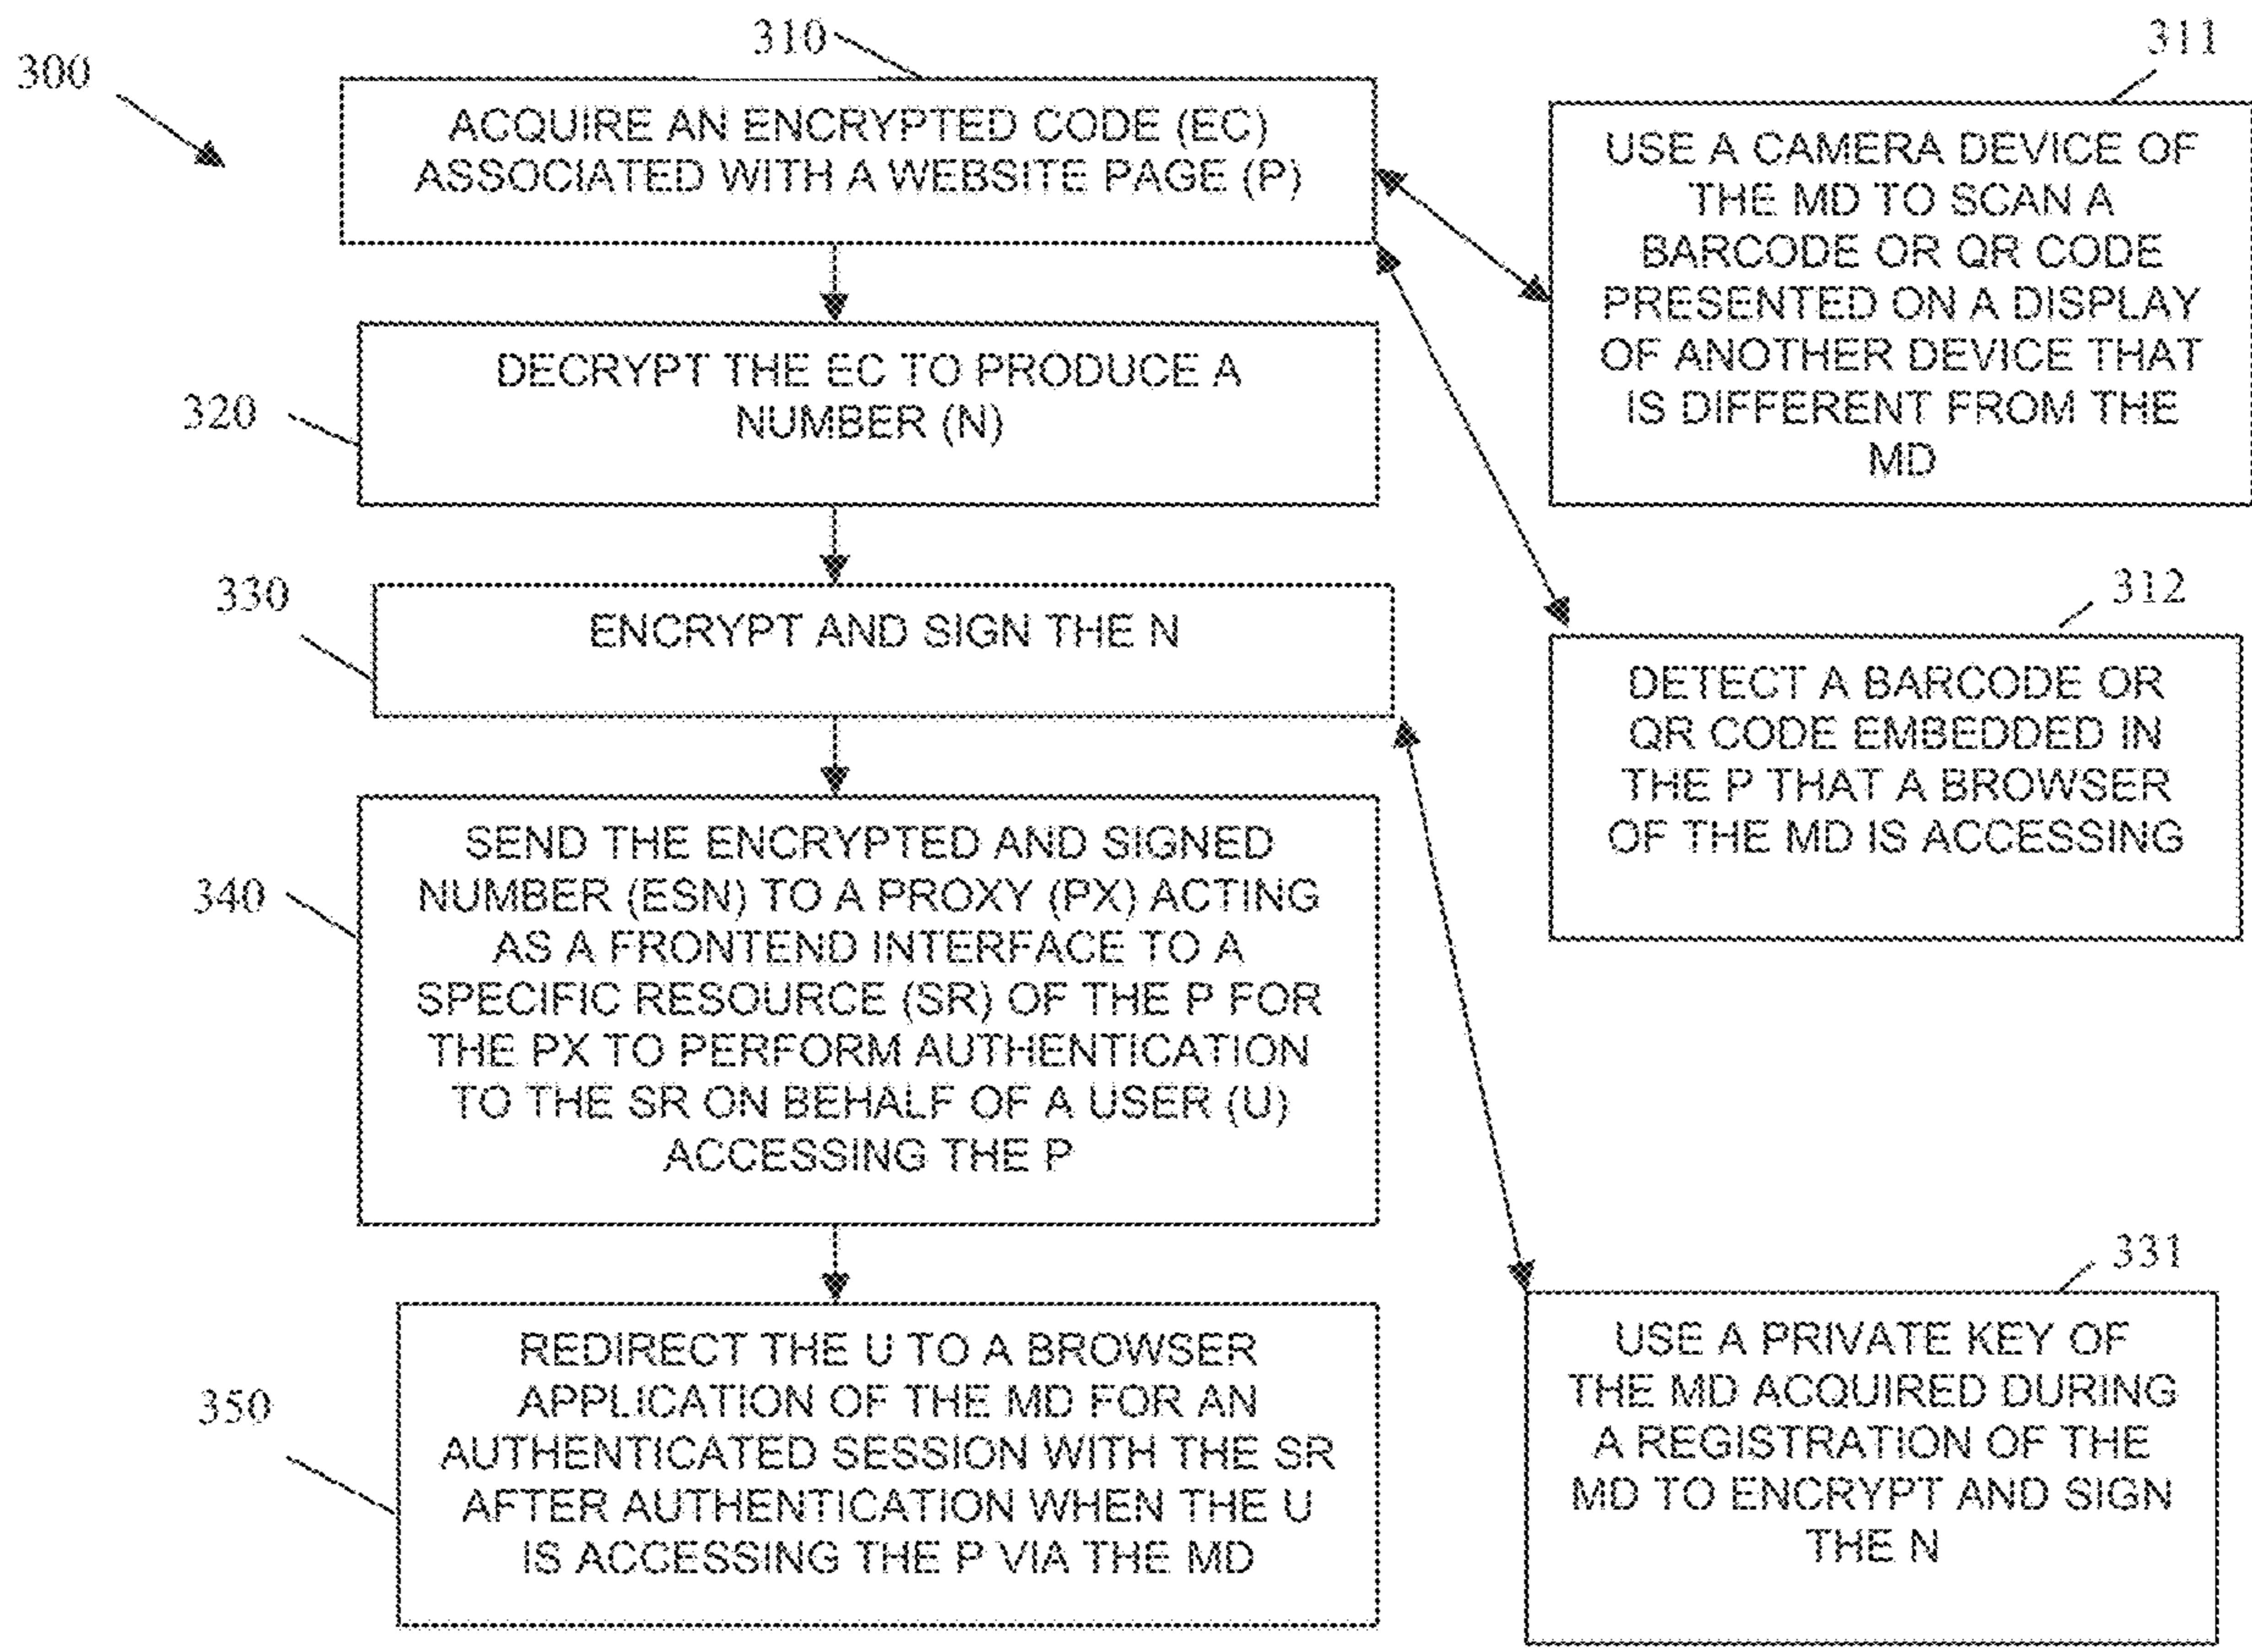 300
310
ACQUIRE AN ENCRYPTED CODE (EC)
ASSOCIATED WITH A WEBSITE PAGE (P)
311
USE A CAMERA DEVICE OF
THE MD TO SCAN A
BARCODE OR QR CODE
PRESENTED ON A DISPLAY
OF ANOTHER DEVICE THAT
IS DIFFERENT FROM THE
MD
320
DECRYPT THE EC TO PRODUCE A
NUMBER (N)
330
ENCRYPT AND SIGN THE N
312
DETECT A BARCODE OR
QR CODE EMBEDDED IN
THE P THAT A BROWSER
OF THE MD IS ACCESSING
340
SEND THE ENCRYPTED AND SIGNED
NUMBER (ESN) TO A PROXY (PX) ACTING
AS A FRONTEND INTERFACE TO A
SPECIFIC RESOURCE (SR) OF THE P FOR
THE PX TO PERFORM AUTHENTICATION
TO THE SR ON BEHALF OF A USER (U)
ACCESSING THE P
350
REDIRECT THE U TO A BROWSER
APPLICATION OF THE MD FOR AN
AUTHENTICATED SESSION WITH THE SR
AFTER AUTHENTICATION WHEN THE U
IS ACCESSING THE P VIA THE MD
331
USE A PRIVATE KEY OF
THE MD ACQUIRED DURING
A REGISTRATION OF THE
MD TO ENCRYPT AND SIGN
THE N